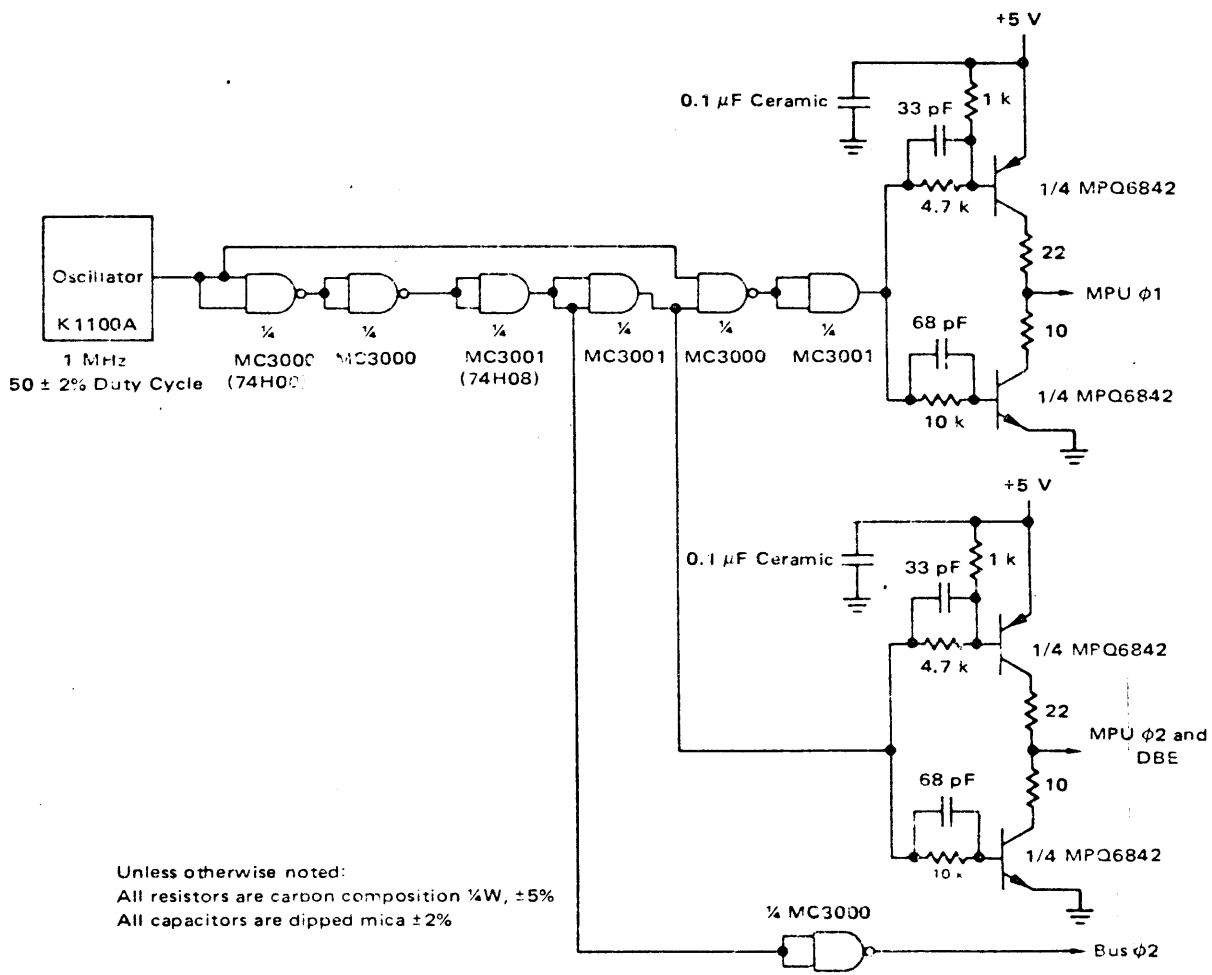 +5 V
0.1 µF Ceramic
1 k
33 pF
4.7 k
1/4 MPQ6842
22
MPU ϕ1
10
68 pF
10 k
1/4 MPQ6842
Oscillator
K1100A
1 MHz
50 ± 2% Duty Cycle
¼
MC3000
(74H00)
¼
MC3000
¼
MC3001
(74H08)
¼
MC3001
¼
MC3000
¼
MC3001
+5 V
0.1 µF Ceramic
1 k
33 pF
4.7 k
1/4 MPQ6842
22
MPU ϕ2 and
DBE
10
68 pF
10 k
1/4 MPQ6842
Unless otherwise noted:
All resistors are carbon composition ¼W, ±5%
All capacitors are dipped mica ±2%
¼ MC3000
Bus ϕ2